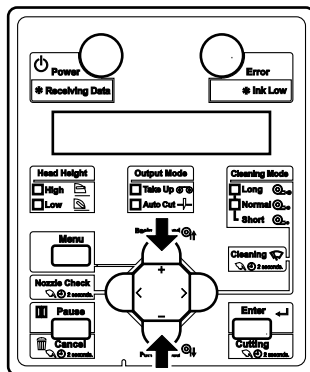 Power
Error
✱ Receiving Data
✱ Ink Low
Head Height
High
Low
Output Mode
Take Up
Auto Cut
Cleaning Mode
Long
Normal
Short
Menu
Cleaning
2 seconds.
Nozzle Check
2 seconds.
+
< >
−
Pause
Enter
Cancel
2 seconds.
Cutting
2 seconds.